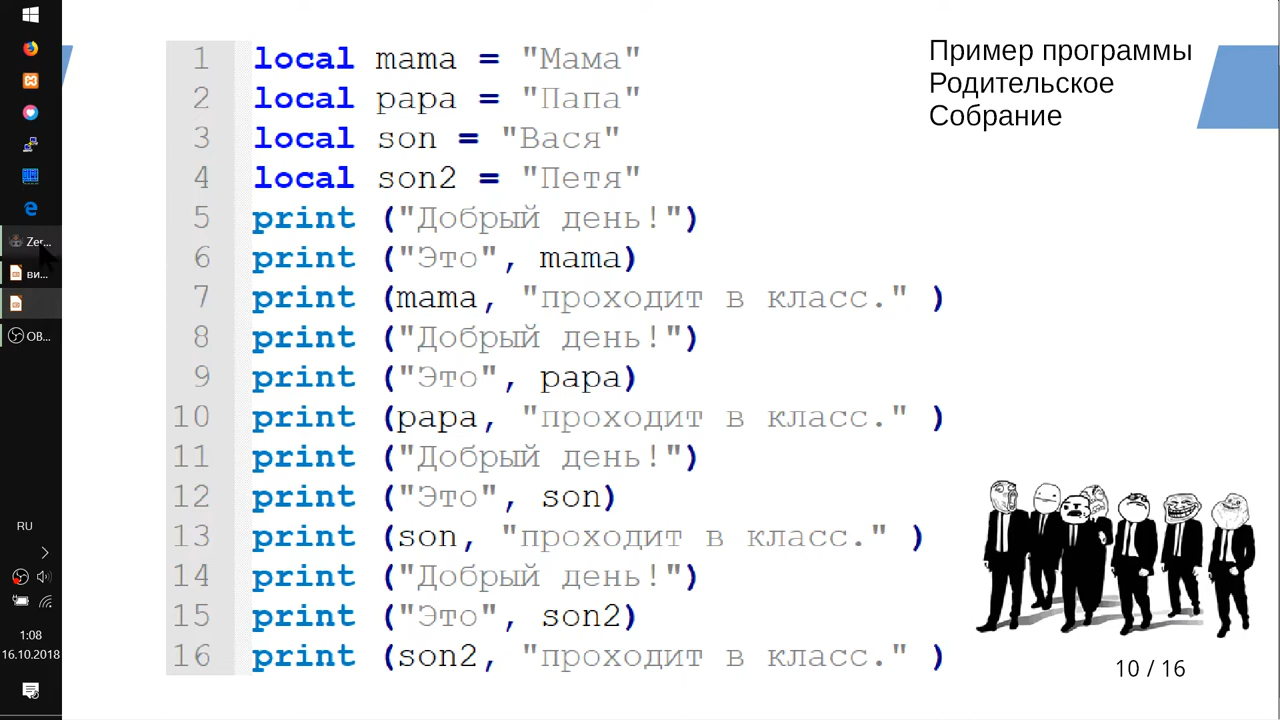 Пример программы
Родительское
Собрание
1 local mama = "Мама"
2 local papa = "Папа"
3 local son = "Вася"
4 local son2 = "Петя"
5 print ("Добрый день!")
6 print ("Это", mama)
7 print (mama, "проходит в класс." )
8 print ("Добрый день!")
9 print ("Это", papa)
10 print (papa, "проходит в класс." )
11 print ("Добрый день!")
12 print ("Это", son)
13 print (son, "проходит в класс." )
14 print ("Добрый день!")
15 print ("Это", son2)
16 print (son2, "проходит в класс." )
10 / 16
Zer...
ви...
OB...
RU
1:08
16.10.2018